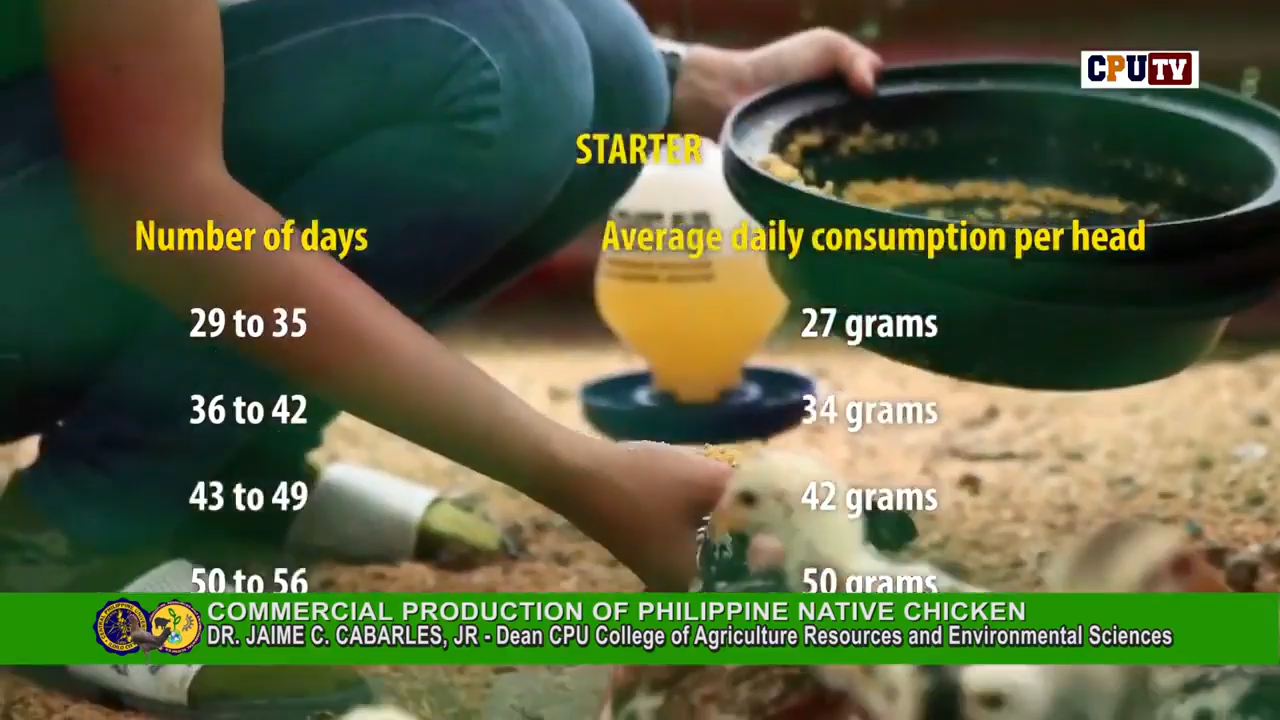 CPUTV
STARTER
Number of days Average daily consumption per head
29 to 35 27 grams
36 to 42 34 grams
43 to 49 42 grams
50 to 56 50 grams
COMMERCIAL PRODUCTION OF PHILIPPINE NATIVE CHICKEN
DR. JAIME C. CABARLES, JR - Dean CPU College of Agriculture Resources and Environmental Sciences